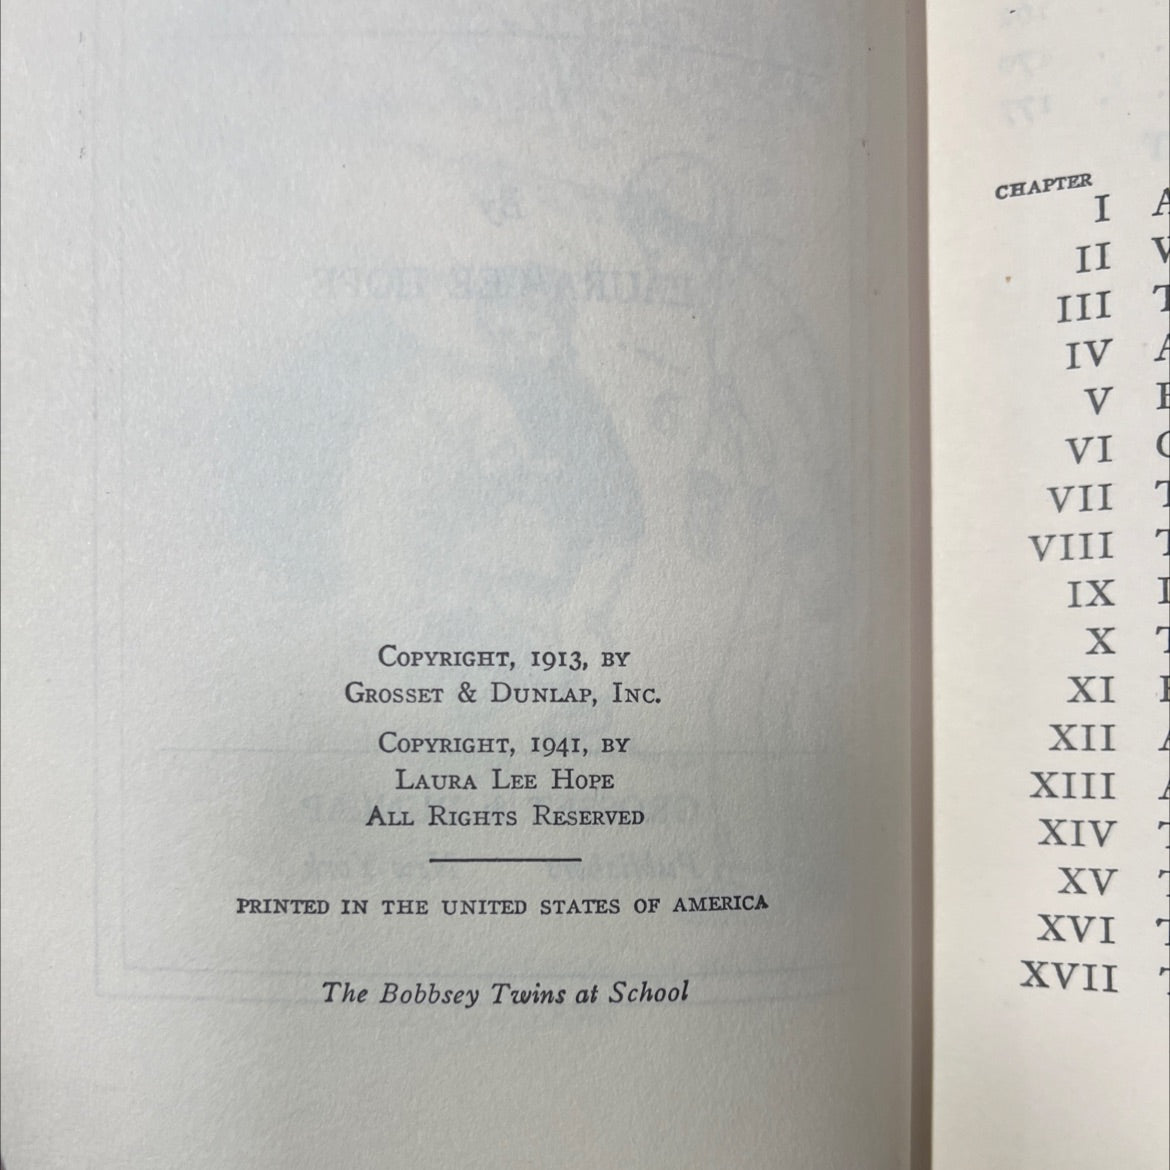 Copyright, 1913, by
Grosset & Dunlap, Inc.
Copyright, 1941, by
Laura Lee Hope
All Rights Reserved
PRINTED IN THE UNITED STATES OF AMERICA
The Bobbsey Twins at School
CHAPTER
I A
II
III
IV A
V
VI
VII
VIII
IX
X
XI
XII
XIII
XIV
XV
XVI
XVII